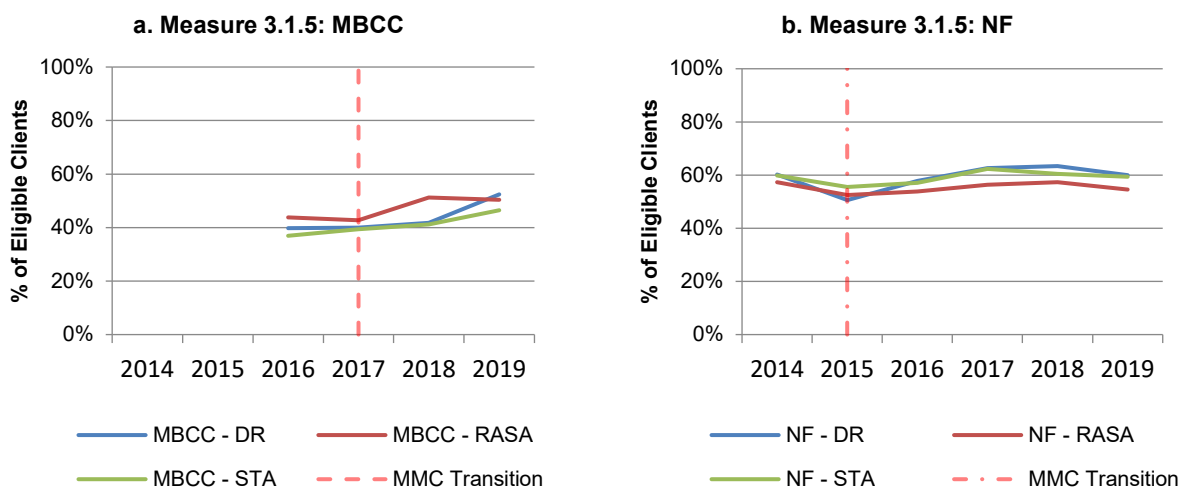 a. Measure 3.1.5: MBCC
% of Eligible Clients
100%
80%
60%
40%
20%
0%
2014 2015 2016 2017 2018 2019
MBCC - DR MBCC - RASA
MBCC - STA MMC Transition
b. Measure 3.1.5: NF
% of Eligible Clients
100%
80%
60%
40%
20%
0%
2014 2015 2016 2017 2018 2019
NF - DR NF - RASA
NF - STA MMC Transition